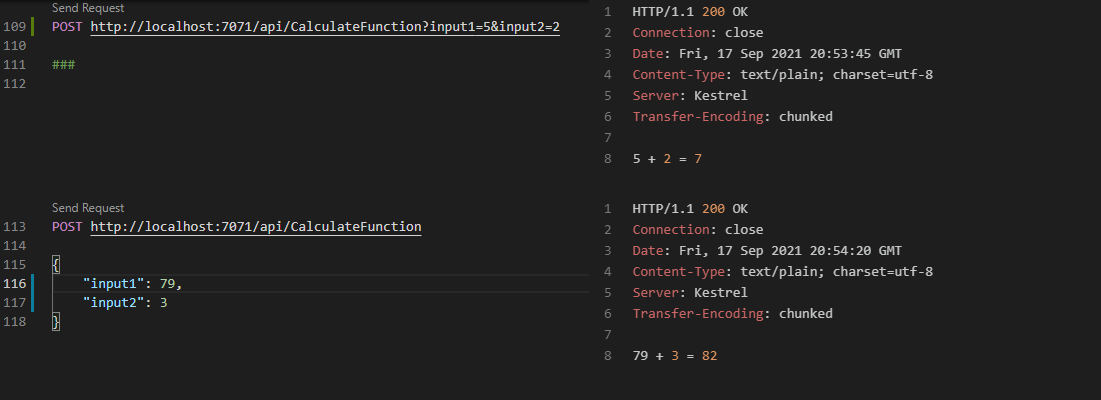 Send Request
109 POST http://localhost:7071/api/CalculateFunction?input1=5&input2=2
110
111 ###
112
1 HTTP/1.1 200 OK
2 Connection: close
3 Date: Fri, 17 Sep 2021 20:53:45 GMT
4 Content-Type: text/plain; charset=utf-8
5 Server: Kestrel
6 Transfer-Encoding: chunked
7
8 5 + 2 = 7
Send Request
113 POST http://localhost:7071/api/CalculateFunction
114
115 {
116 "input1": 79,
117 "input2": 3
118 }
1 HTTP/1.1 200 OK
2 Connection: close
3 Date: Fri, 17 Sep 2021 20:54:20 GMT
4 Content-Type: text/plain; charset=utf-8
5 Server: Kestrel
6 Transfer-Encoding: chunked
7
8 79 + 3 = 82